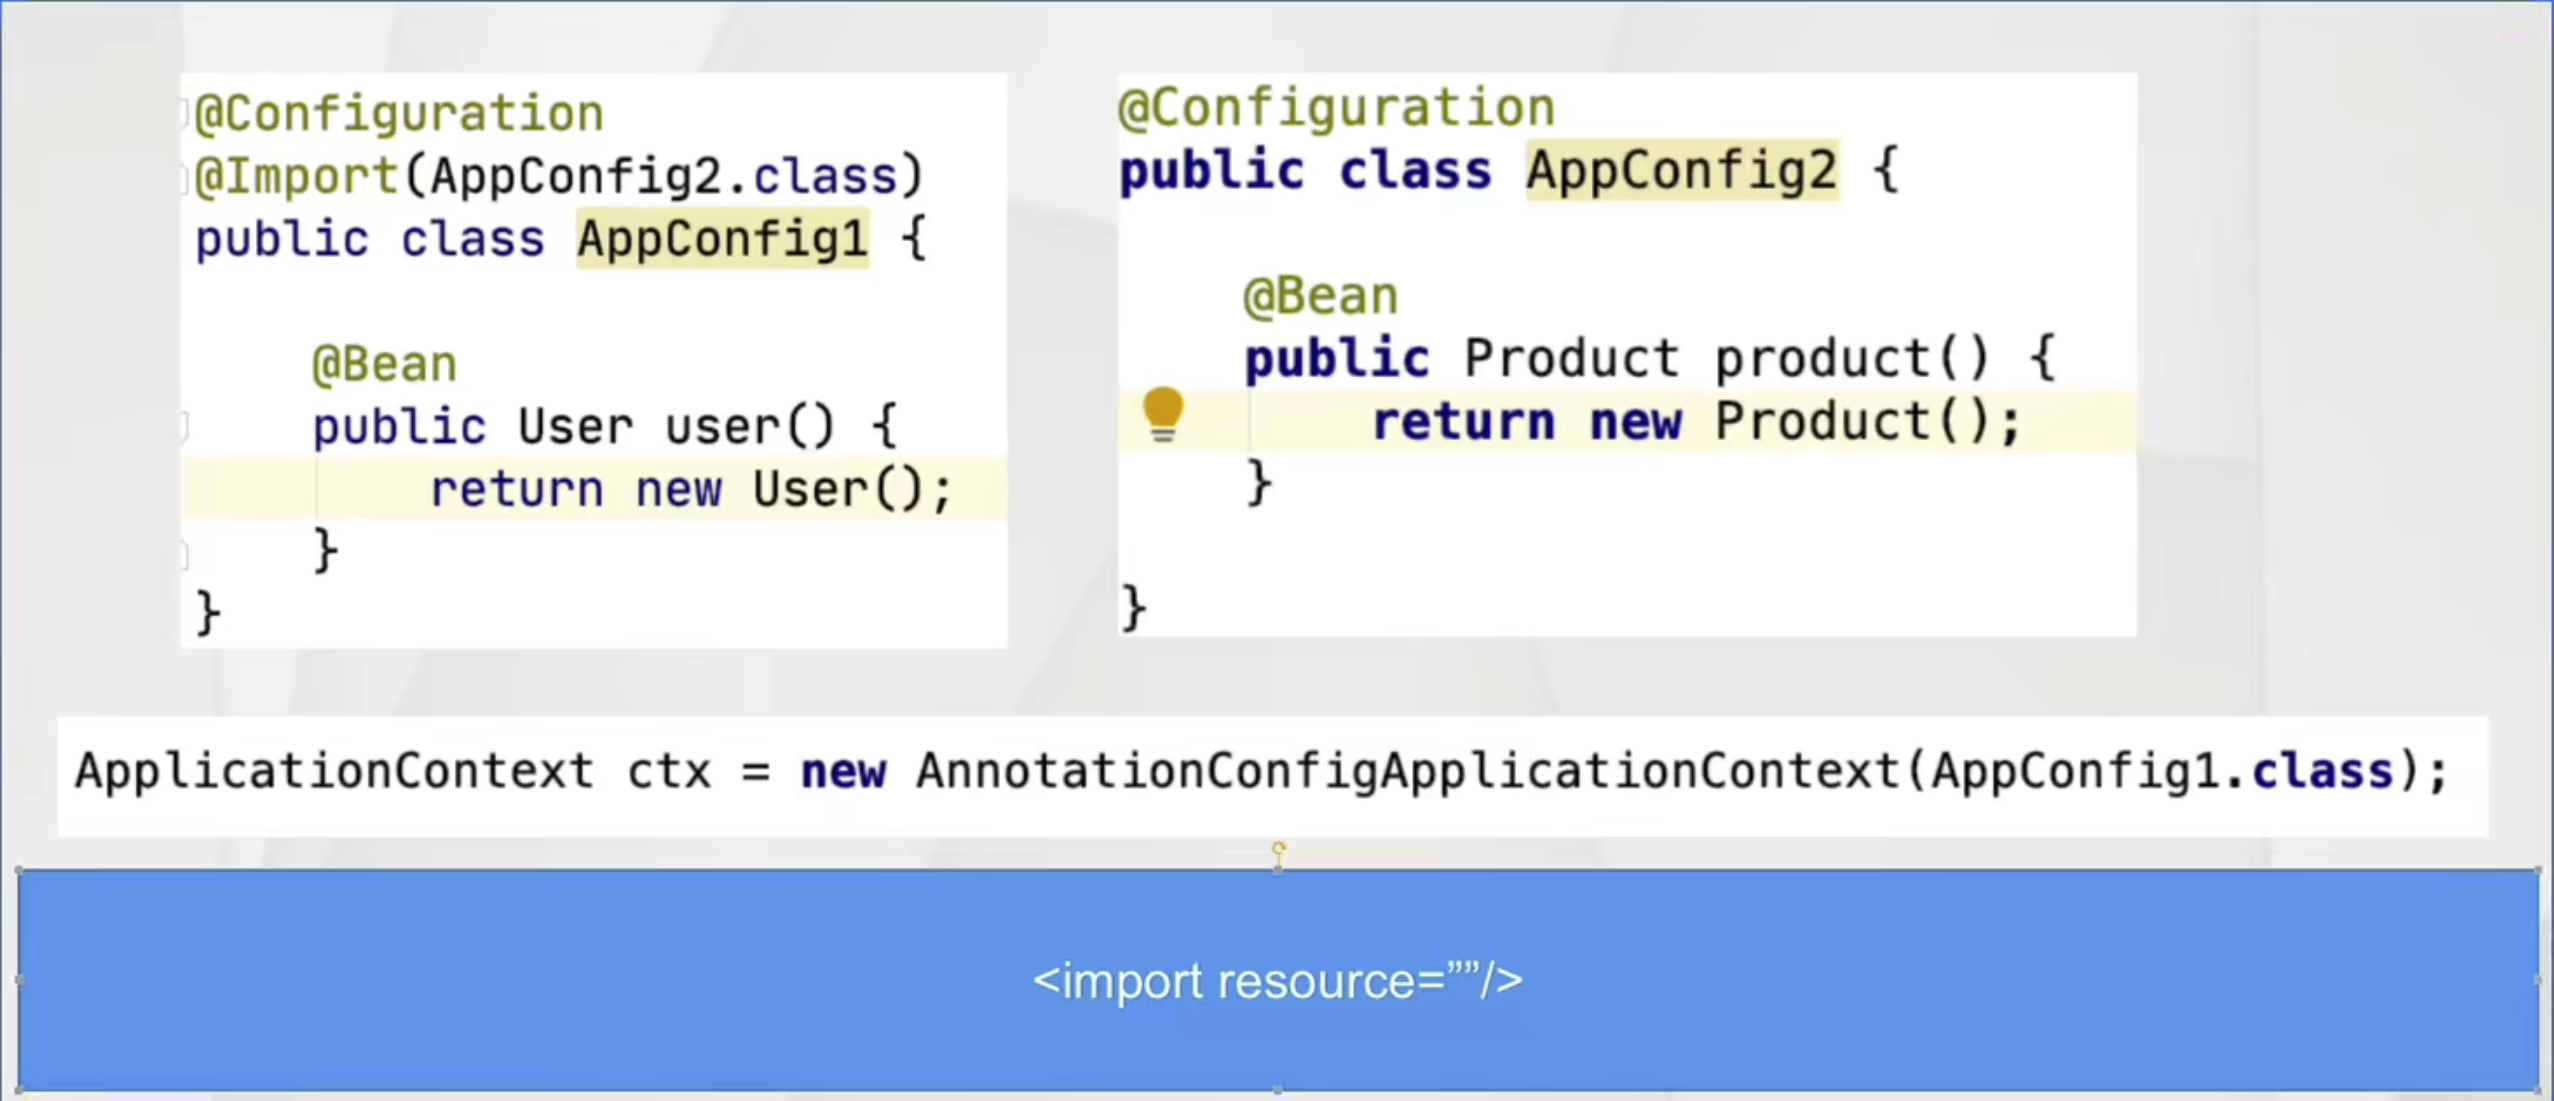 @Configuration
@Import(AppConfig2.class)
public class AppConfig1 {
@Bean
public User user() {
return new User();
}
}
@Configuration
public class AppConfig2 {
@Bean
public Product product() {
return new Product();
}
}
ApplicationContext ctx = new AnnotationConfigApplicationContext(AppConfig1.class);
<import resource=””/>